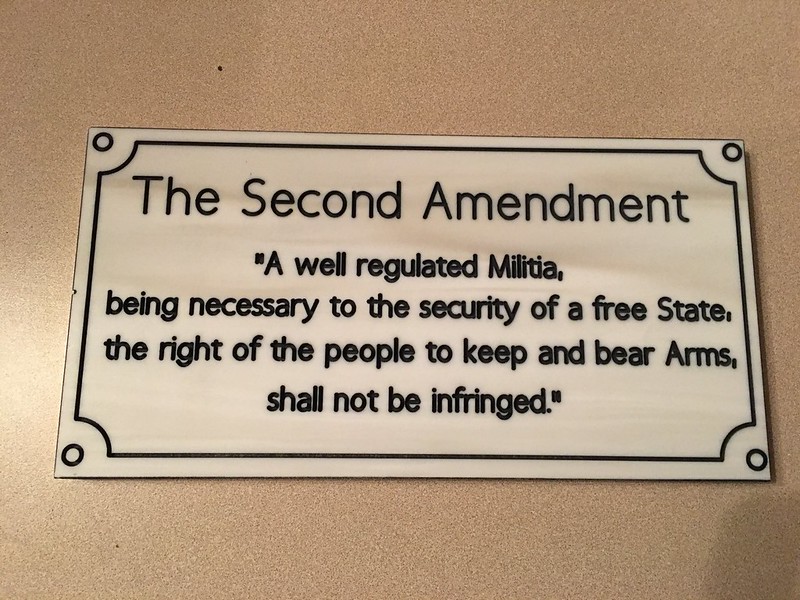 The Second Amendment
"A well regulated Militia,
being necessary to the security of a free State,
the right of the people to keep and bear Arms,
shall not be infringed."